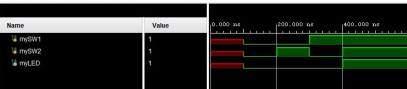 Name Value
mySW1 1
mySW2 1
myLED 1
0.000 ns 200.000 ns 400.000 ns